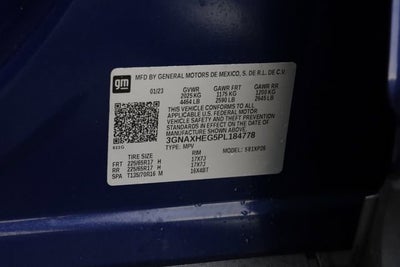 gm
MFD BY GENERAL MOTORS DE MEXICO, S. DE R.L. DE C.V.
01/23 GVWR GAWR FRT GAWR RR
2025 KG 1175 KG 1200 KG
4464 LB 2590 LB 2645 LB
THIS VEHICLE CONFORMS TO ALL
APPLICABLE U.S. FEDERAL MOTOR
VEHICLE SAFETY, BUMPER, AND THEFT
PREVENTION STANDARDS IN EFFECT ON
THE DATE OF MANUFACTURE SHOWN ABOVE.
3GNAXHEG5PL184778
TYPE: MPV
TIRE SIZE RIM MODEL:
FRT 225/65R17 H 17X7J
RR 225/65R17 H 17X7J
SPA T135/70R16 M 16X4BT